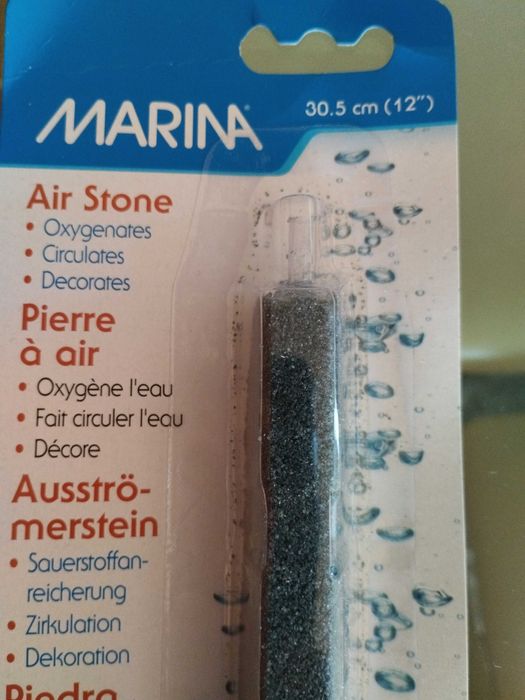 MARINA
30.5 cm (12")
Air Stone
• Oxygenates
• Circulates
• Decorates
Pierre
à air
• Oxygène l'eau
• Fait circuler l'eau
• Décore
Ausströ-
merstein
• Sauerstoffan-
reicherung
• Zirkulation
• Dekoration
Piedra